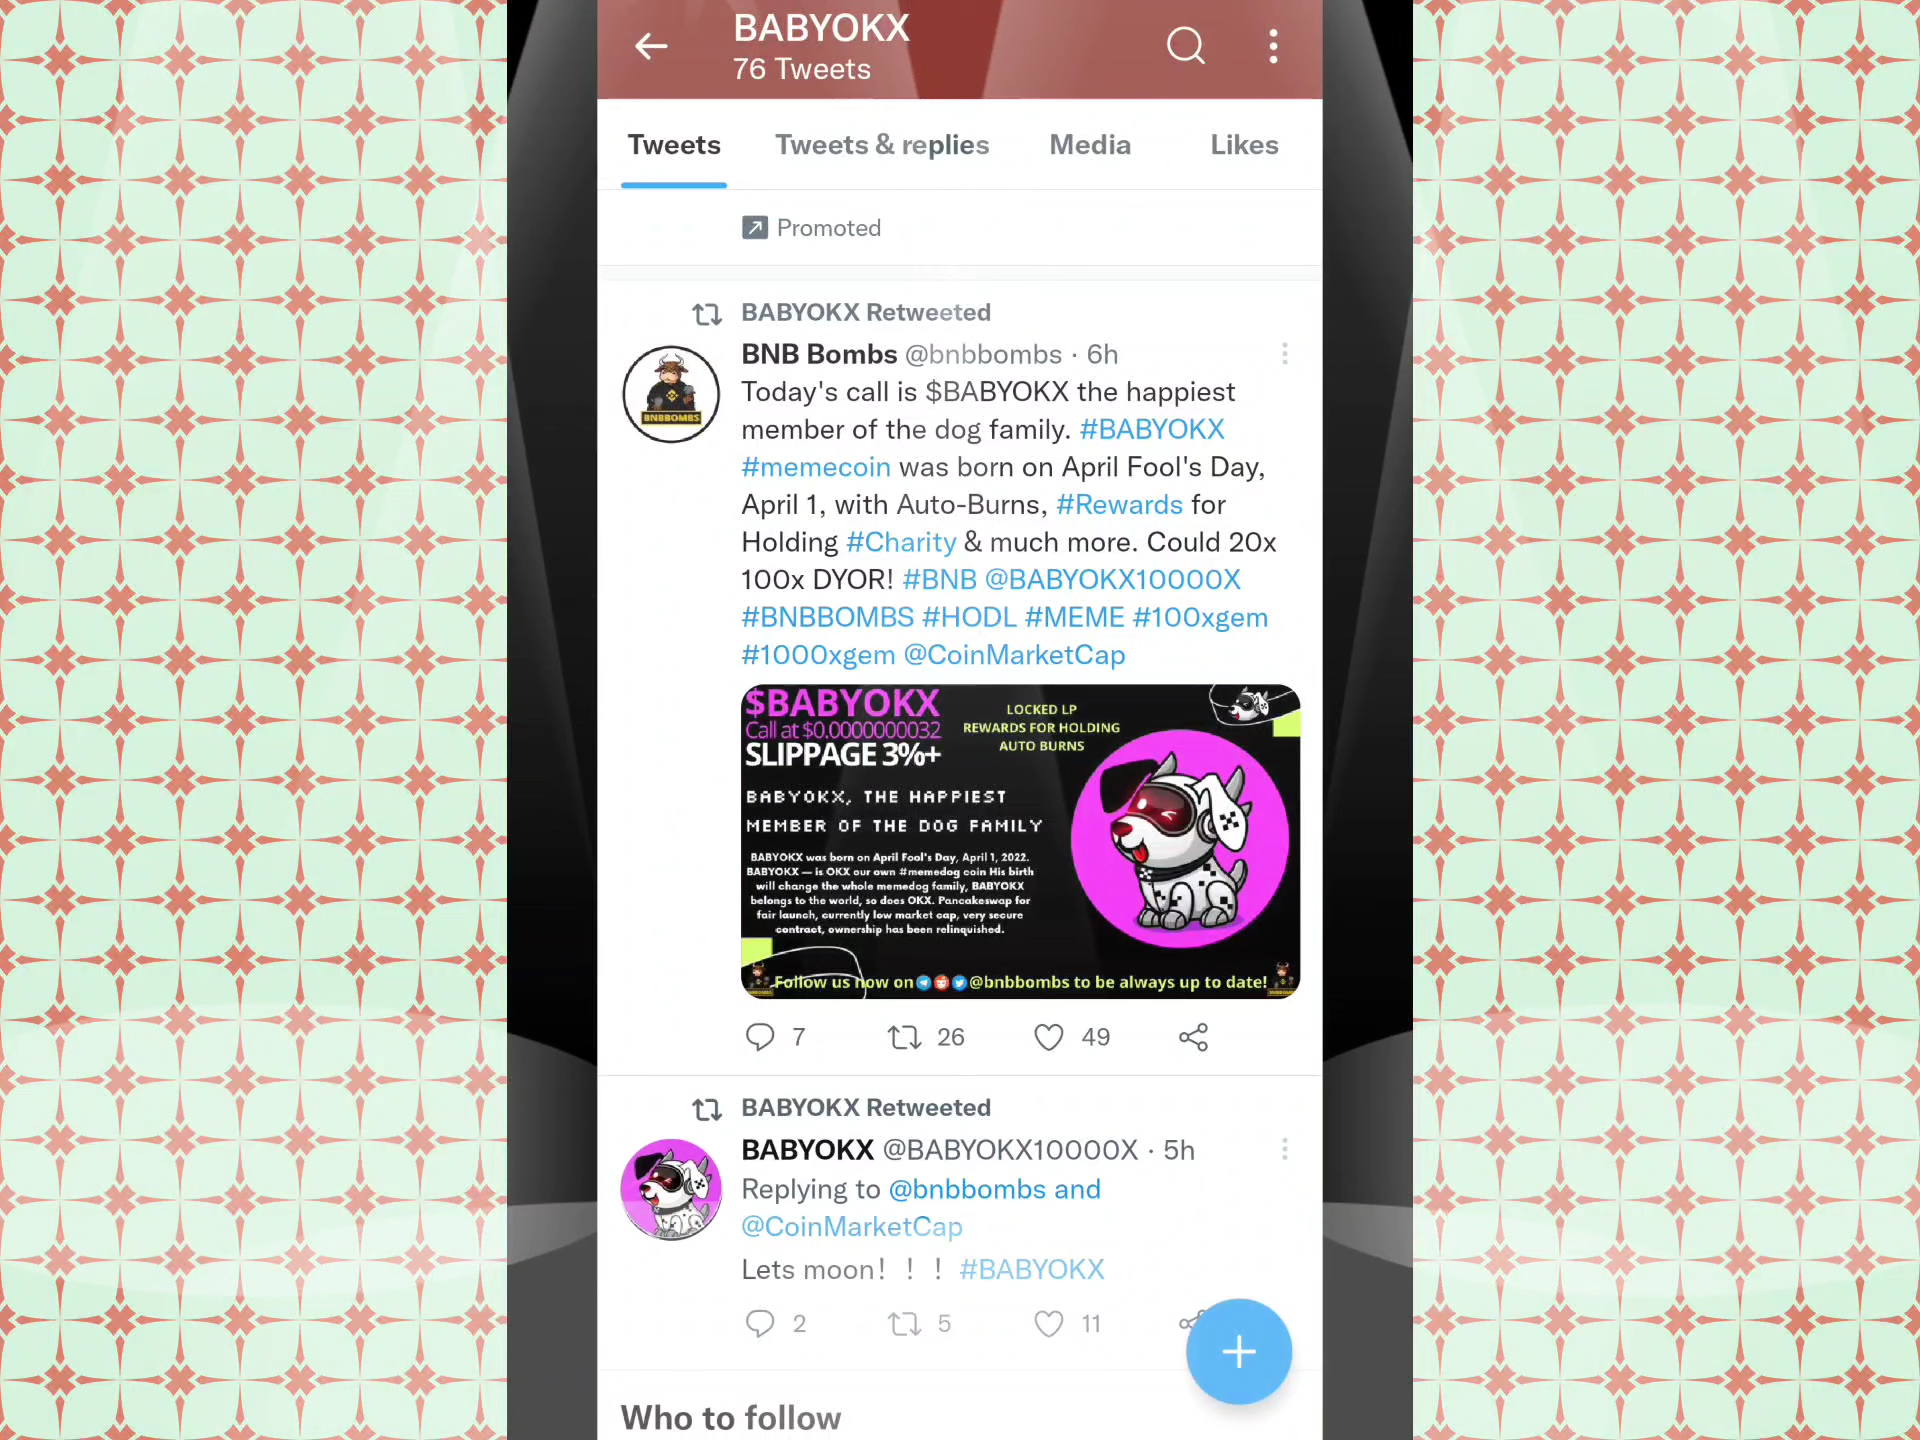 BABYOKX
76 Tweets
Tweets
Tweets & replies
Media
Likes
Promoted
BABYOKX Retweeted
BNB Bombs @bnbbombs · 6h
Today's call is $BABYOKX the happiest
member of the dog family. #BABYOKX
#memecoin was born on April Fool's Day,
April 1, with Auto-Burns, #Rewards for
Holding #Charity & much more. Could 20x
100x DYOR! #BNB @BABYOKX10000X
#BNBBOMBS #HODL #MEME #100xgem
#1000xgem @CoinMarketCap
BNBBOMBS
$BABYOKX
Call at $0.0000000032
SLIPPAGE 3%+
LOCKED LP
REWARDS FOR HOLDING
AUTO BURNS
BABYOKX, THE HAPPIEST
MEMBER OF THE DOG FAMILY
BABYOKX was born on April Fool's Day, April 1, 2022.
BABYOKX — is OKX our own #memedog coin His birth
will change the whole memedog family, BABYOKX
belongs to the world, so does OKX. Pancakeswap for
fair launch, currently low market cap, very secure
contract, ownership has been relinquished.
Follow us now on @bnbbombs to be always up to date!
7
26
49
BABYOKX Retweeted
BABYOKX @BABYOKX10000X · 5h
Replying to @bnbbombs and
@CoinMarketCap
Lets moon！！！ #BABYOKX
2
5
11
Who to follow